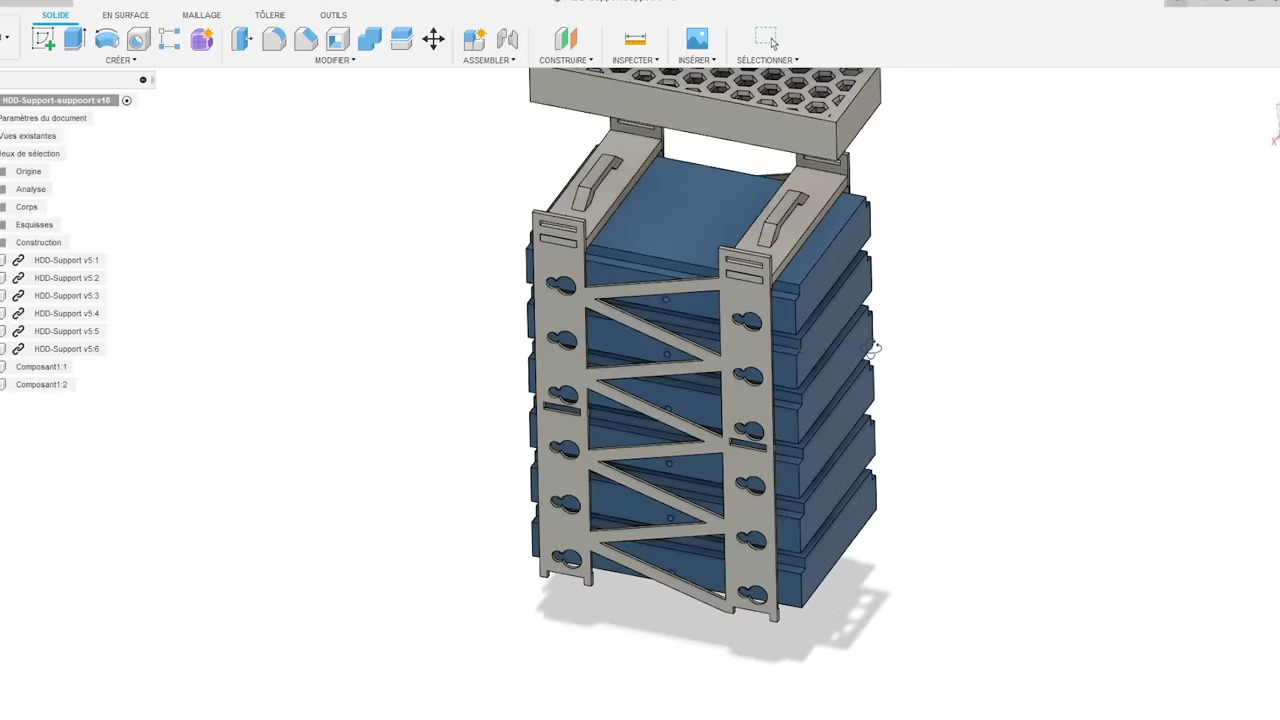 SOLIDE EN SURFACE MAILLAGE TÔLERIE OUTILS
CRÉER MODIFIER ASSEMBLER CONSTRUIRE INSPECTER INSÉRER SÉLECTIONNER
HDD-Support-suppoort v18
Paramètres du document
Vues existantes
Jeux de sélection
Origine
Analyse
Corps
Esquisses
Construction
HDD-Support v5:1
HDD-Support v5:2
HDD-Support v5:3
HDD-Support v5:4
HDD-Support v5:5
HDD-Support v5:6
Composant1:1
Composant1:2
X